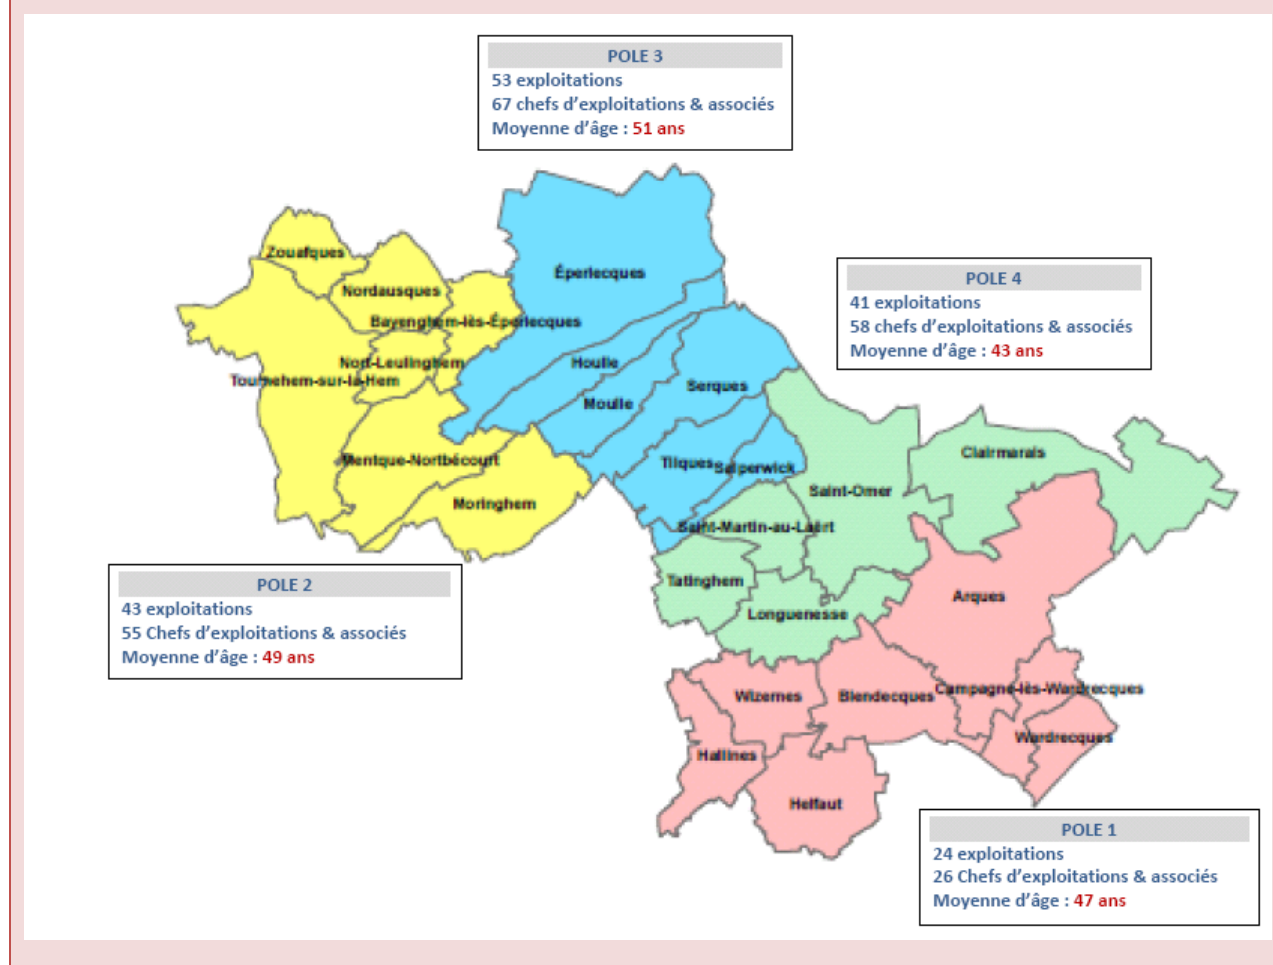 POLE 3
53 exploitations
67 chefs d’exploitations & associés
Moyenne d’âge : 51 ans
Zouafques
Éperlecques
POLE 4
41 exploitations
58 chefs d’exploitations & associés
Moyenne d’âge : 43 ans
Nordausques
Bayenghem-lès-Éperlecques
Nort-Leulinghem
Houlle
Tournehem-sur-la-Hem
Serques
Moulle
Clairmarais
Mentque-Nortbécourt
Tilques
Salperwick
Saint-Omer
Moringhem
Saint-Martin-au-Laërt
Tatinghem
Arques
Longuenesse
POLE 2
43 exploitations
55 Chefs d’exploitations & associés
Moyenne d’âge : 49 ans
Wizernes
Blendecques
Campagne-lès-Wardrecques
Wardrecques
Hallines
Helfaut
POLE 1
24 exploitations
26 Chefs d’exploitations & associés
Moyenne d’âge : 47 ans